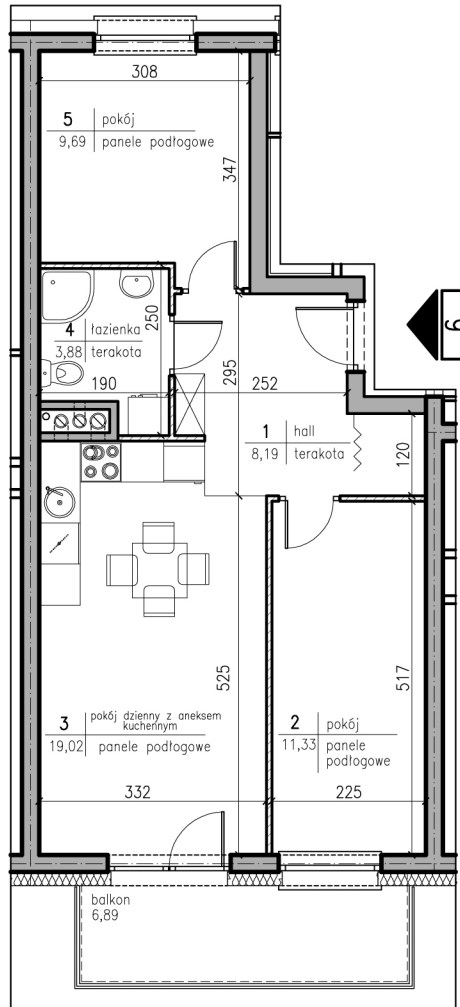 308
5 pokój
9,69 panele podłogowe
347
4 łazienka
3,88 terakota
250
190
295
252
6
1 hall
8,19 terakota
120
525
517
3 pokój dzienny z aneksem
kuchennym
19,02 panele podłogowe
2 pokój
11,33 panele
podłogowe
332
225
balkon
6,89